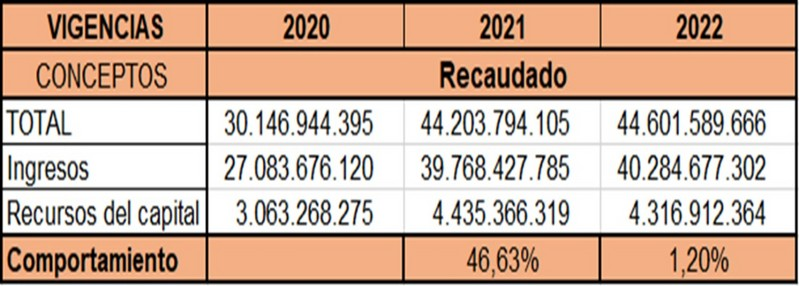 VIGENCIAS 2020 2021 2022
CONCEPTOS Recaudado
TOTAL 30.146.944.395 44.203.794.105 44.601.589.666
Ingresos 27.083.676.120 39.768.427.785 40.284.677.302
Recursos del capital 3.063.268.275 4.435.366.319 4.316.912.364
Comportamiento 46,63% 1,20%